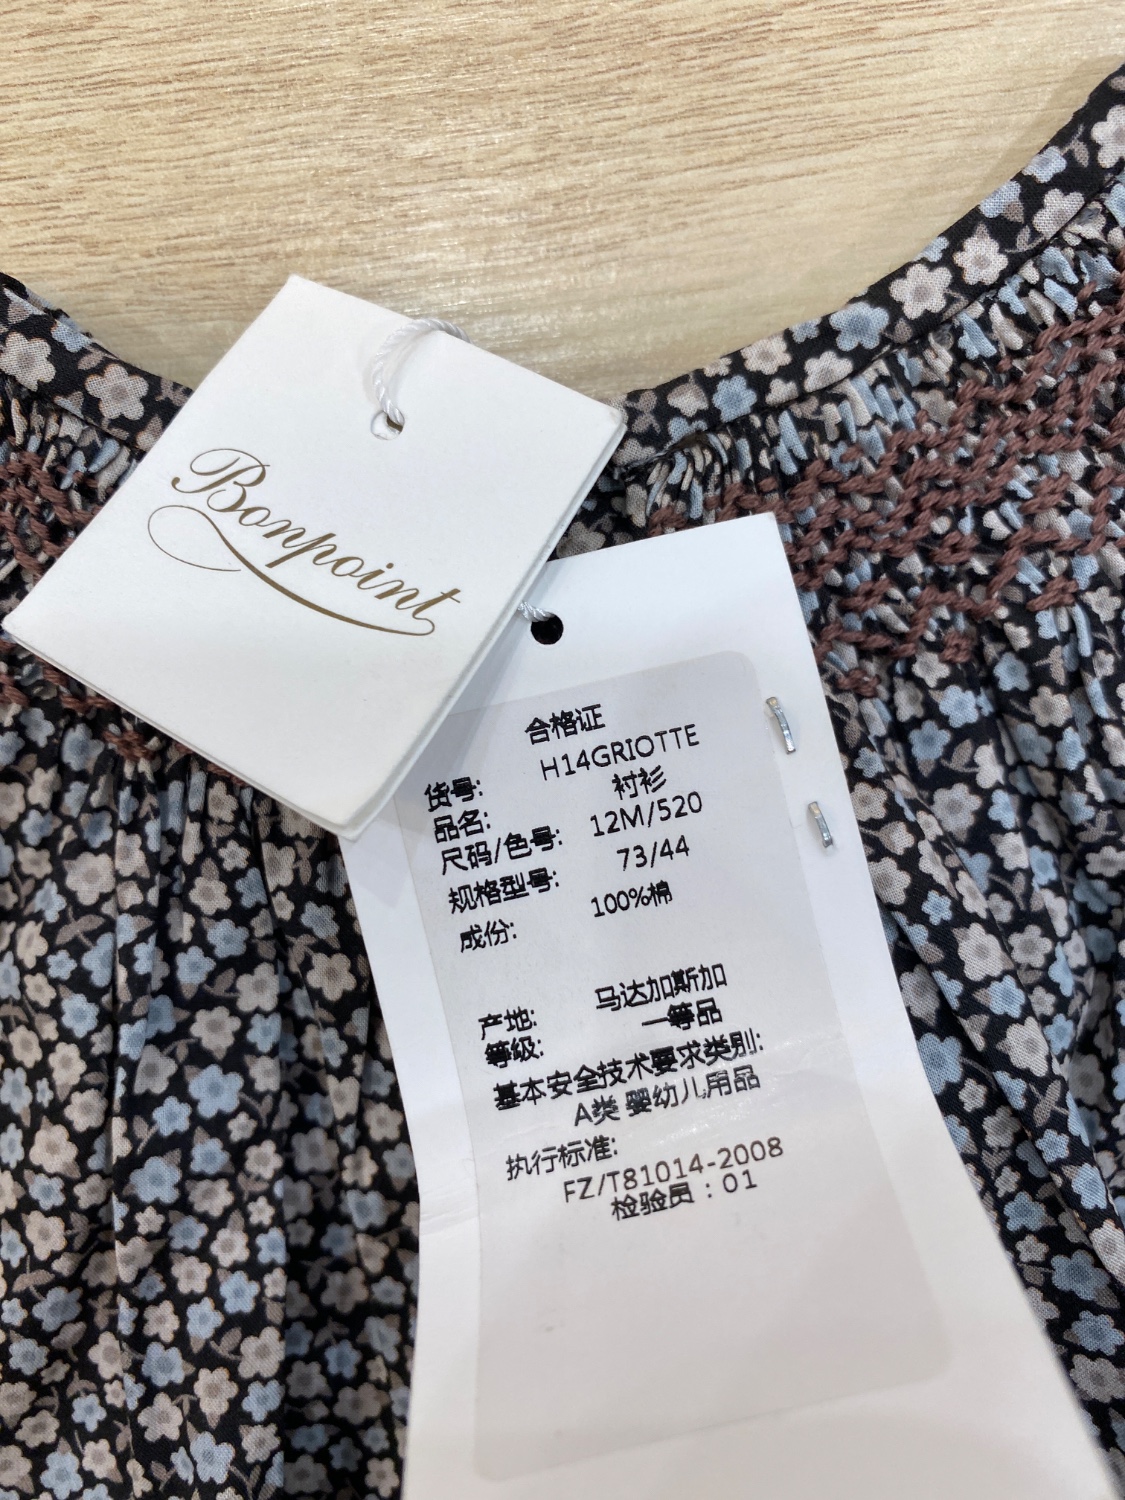 Bonpoint
合格证
货号: H14GRIOTTE
品名: 衬衫
尺码/色号: 12M/520
规格型号: 73/44
成份: 100%棉
产地: 马达加斯加
等级: 一等品
基本安全技术要求类别:
A类 婴幼儿用品
执行标准:
FZ/T81014-2008
检验员：01